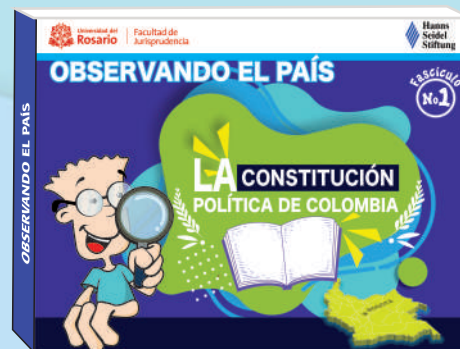 Universidad del
Rosario
Facultad de
Jurisprudencia
Hanns
Seidel
Stiftung
OBSERVANDO EL PAÍS
Fascículo
No.1
OBSERVANDO EL PAÍS
LA CONSTITUCIÓN
POLÍTICA DE COLOMBIA